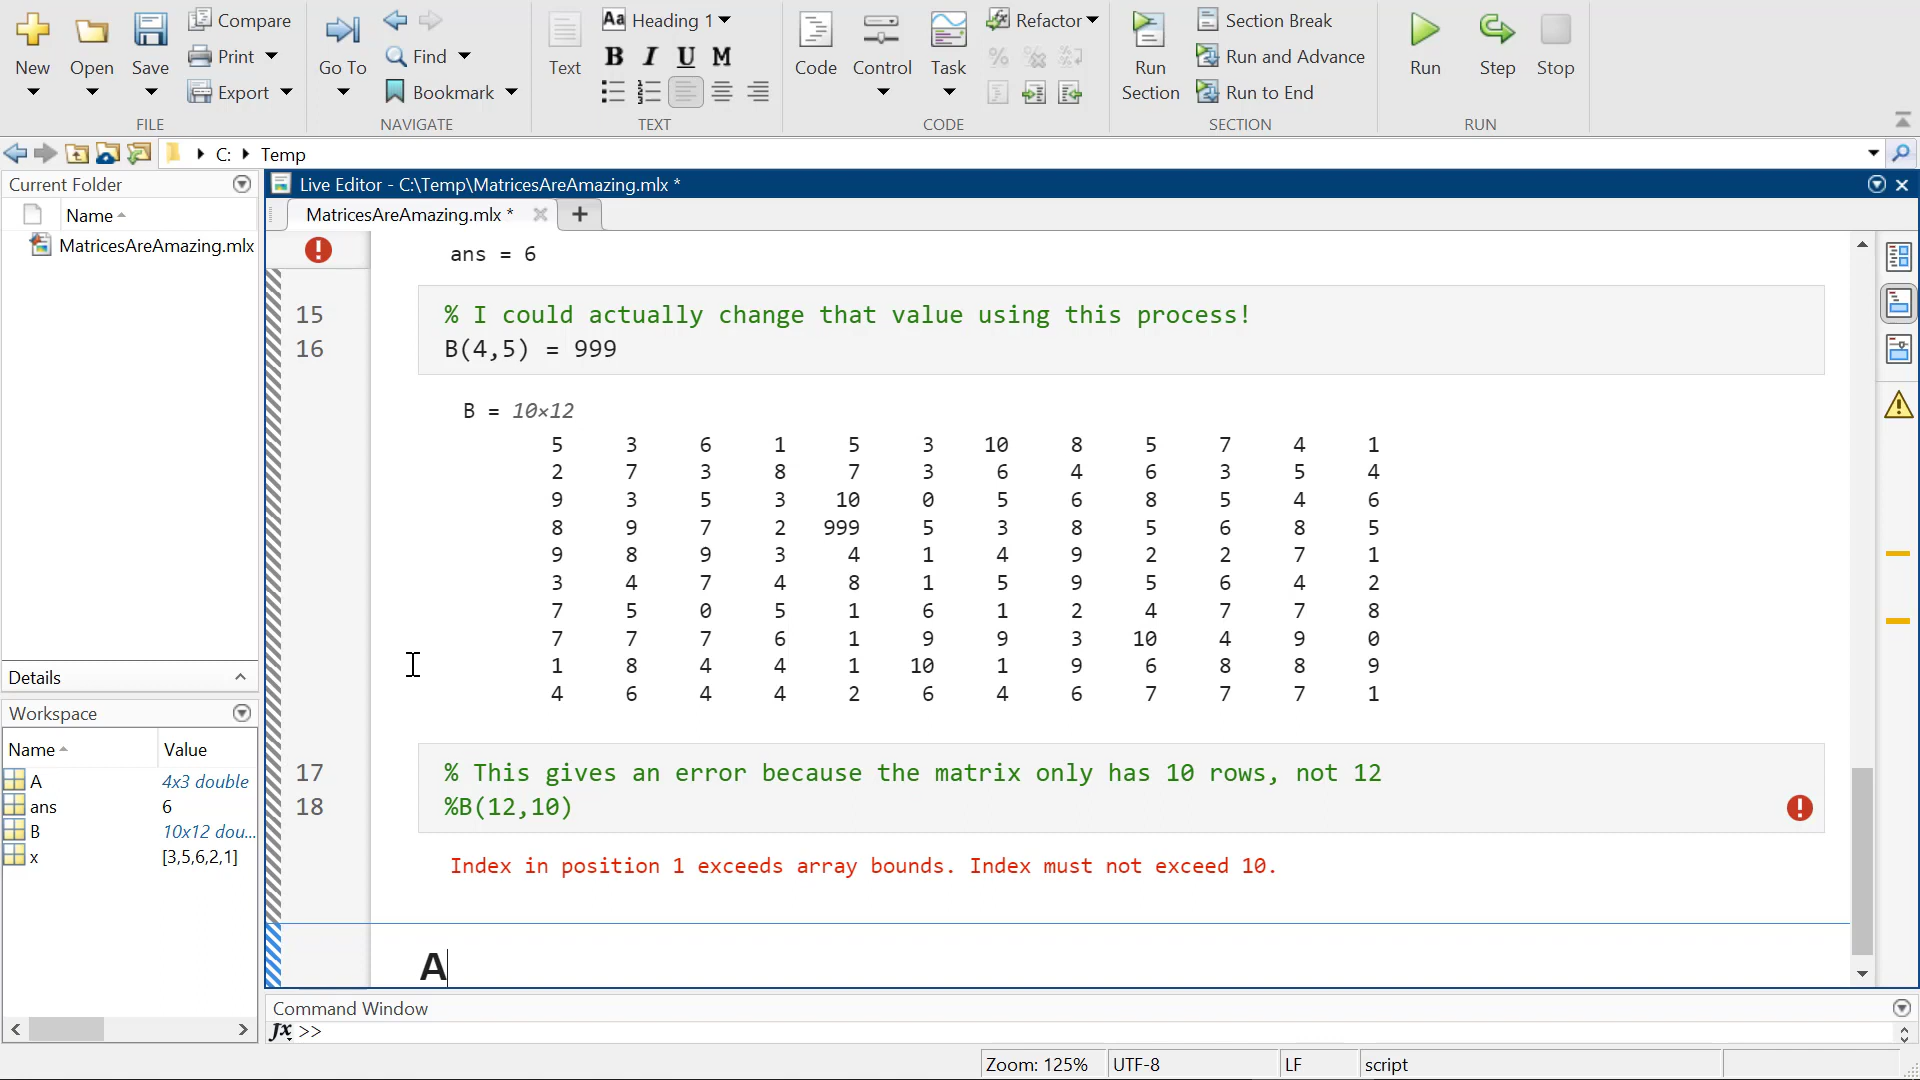 New
Open
Save
Compare
Print
Export
FILE
Go To
Find
Bookmark
NAVIGATE
Text
Aa Heading 1
B I U M
TEXT
Code
Control
Task
Refactor
CODE
Run
Section
Section Break
Run and Advance
Run to End
SECTION
Run
Step
Stop
RUN
C: Temp
Current Folder
Name
MatricesAreAmazing.mlx
Details
Workspace
Name Value
A 4x3 double
ans 6
B 10x12 dou...
x [3,5,6,2,1]
Live Editor - C:\Temp\MatricesAreAmazing.mlx *
MatricesAreAmazing.mlx *
ans = 6
15 % I could actually change that value using this process!
16 B(4,5) = 999
B = 10×12
5 3 6 1 5 3 10 8 5 7 4 1
2 7 3 8 7 3 6 4 6 3 5 4
9 3 5 3 10 0 5 6 8 5 4 6
8 9 7 2 999 5 3 8 5 6 8 5
9 8 9 3 4 1 4 9 2 2 7 1
3 4 7 4 8 1 5 9 5 6 4 2
7 5 0 5 1 6 1 2 4 7 7 8
7 7 7 6 1 9 9 3 10 4 9 0
1 8 4 4 1 10 1 9 6 8 8 9
4 6 4 4 2 6 4 6 7 7 7 1
17 % This gives an error because the matrix only has 10 rows, not 12
18 %B(12,10)
Index in position 1 exceeds array bounds. Index must not exceed 10.
A
Command Window
fx >>
Zoom: 125% UTF-8 LF script